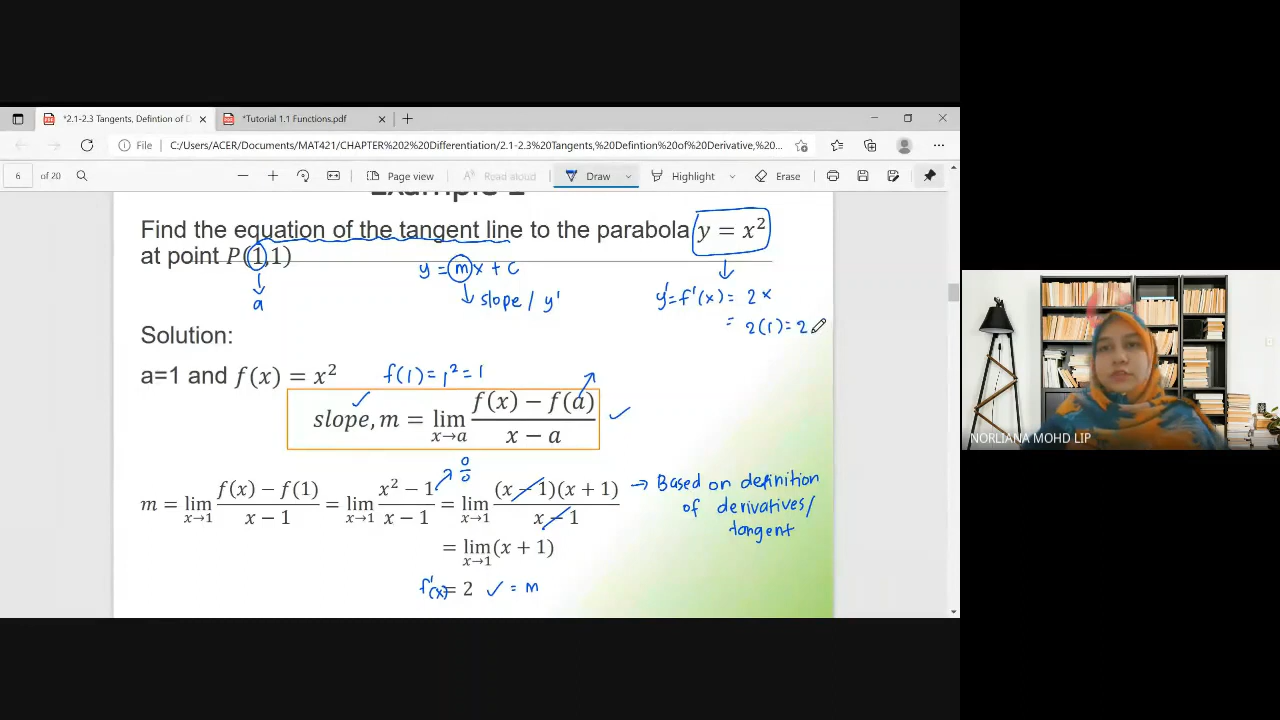 *2.1-2.3 Tangents, Defintion of D
*Tutorial 1.1 Functions.pdf
File
C:/Users/ACER/Documents/MAT421/CHAPTER%202%20Differentiation/2.1-2.3%20Tangents,%20Defintion%20of%20Derivative,%20...
6 of 20
Page view
Read aloud
Draw
Highlight
Erase
Find the equation of the tangent line to the parabola y = x²
at point P(1,1)
y = mx + c
a
slope / y'
y' = f'(x) = 2x
= 2(1) = 2
Solution:
a=1 and f(x) = x²
f(1) = 1² = 1
slope, m = lim x→a (f(x) − f(a))/(x − a)
0/0
m = lim x→1 (f(x) − f(1))/(x − 1) = lim x→1 (x² − 1)/(x − 1) = lim x→1 ((x − 1)(x + 1))/(x − 1)
→ Based on definition
of derivatives/
tangent
= lim x→1 (x + 1)
f'(x) = 2 ✓ = m
NORLIANA MOHD LIP